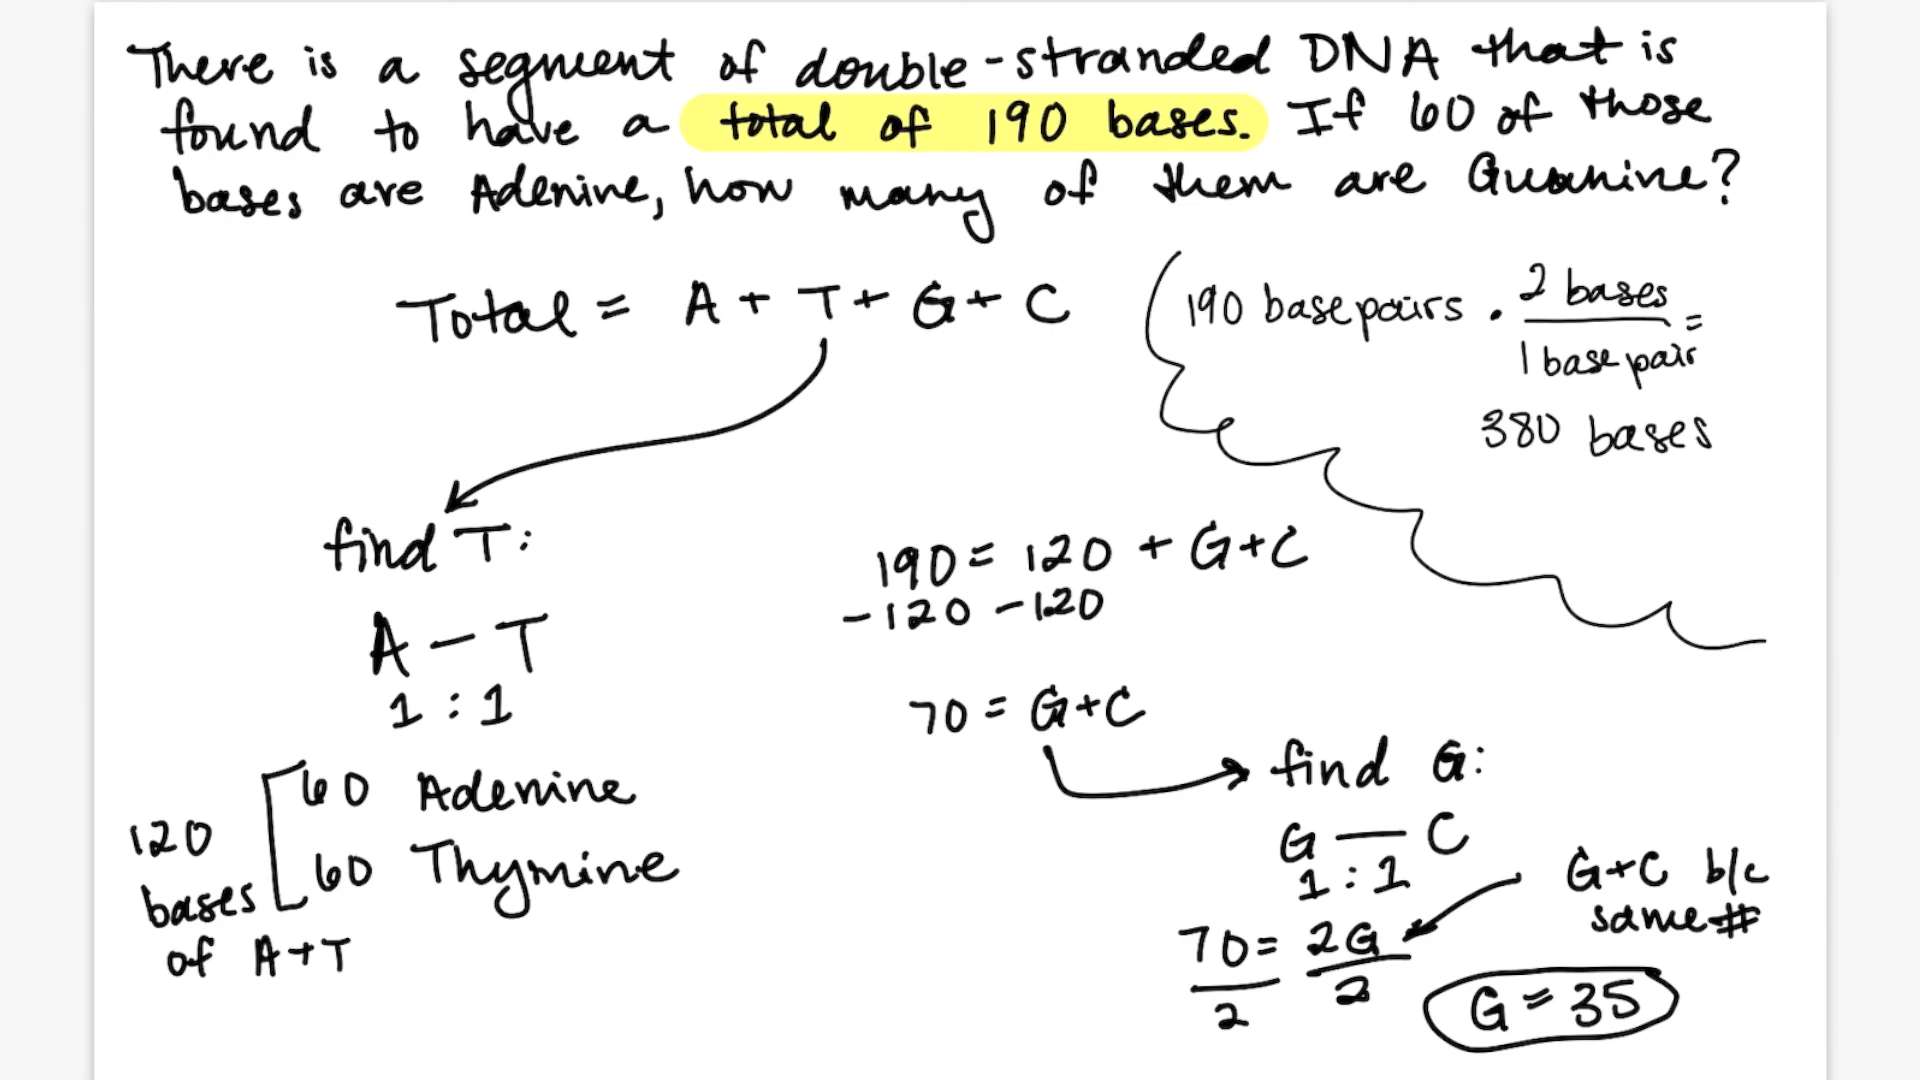 There is a segment of double-stranded DNA that is
found to have a total of 190 bases. If 60 of those
bases are Adenine, how many of them are Guanine?
Total = A + T + G + C
190 base pairs · 2 bases =
1 base pair
380 bases
find T:
A — T
1 : 1
60 Adenine
60 Thymine
120
bases
of A+T
190 = 120 + G+C
-120 -120
70 = G+C
find G:
G — C
1 : 1
G+C b/c
same #
70 = 2G
2 2
G = 35